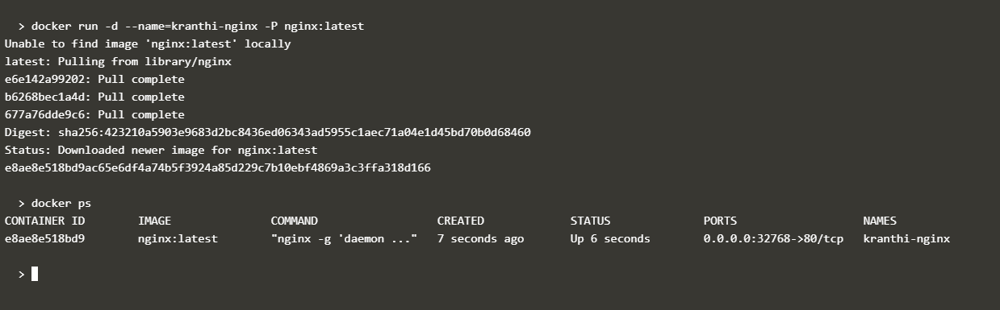 > docker run -d --name=kranthi-nginx -P nginx:latest
Unable to find image 'nginx:latest' locally
latest: Pulling from library/nginx
e6e142a99202: Pull complete
b6268bec1a4d: Pull complete
677a76dde9c6: Pull complete
Digest: sha256:423210a5903e9683d2bc8436ed06343ad5955c1aec71a04e1d45bd70b0d68460
Status: Downloaded newer image for nginx:latest
e8ae8e518bd9ac65e6df4a74b5f3924a85d229c7b10ebf4869a3c3ffa318d166
> docker ps
CONTAINER ID        IMAGE               COMMAND                  CREATED             STATUS              PORTS                   NAMES
e8ae8e518bd9        nginx:latest        "nginx -g 'daemon ..."   7 seconds ago       Up 6 seconds        0.0.0.0:32768->80/tcp   kranthi-nginx
>